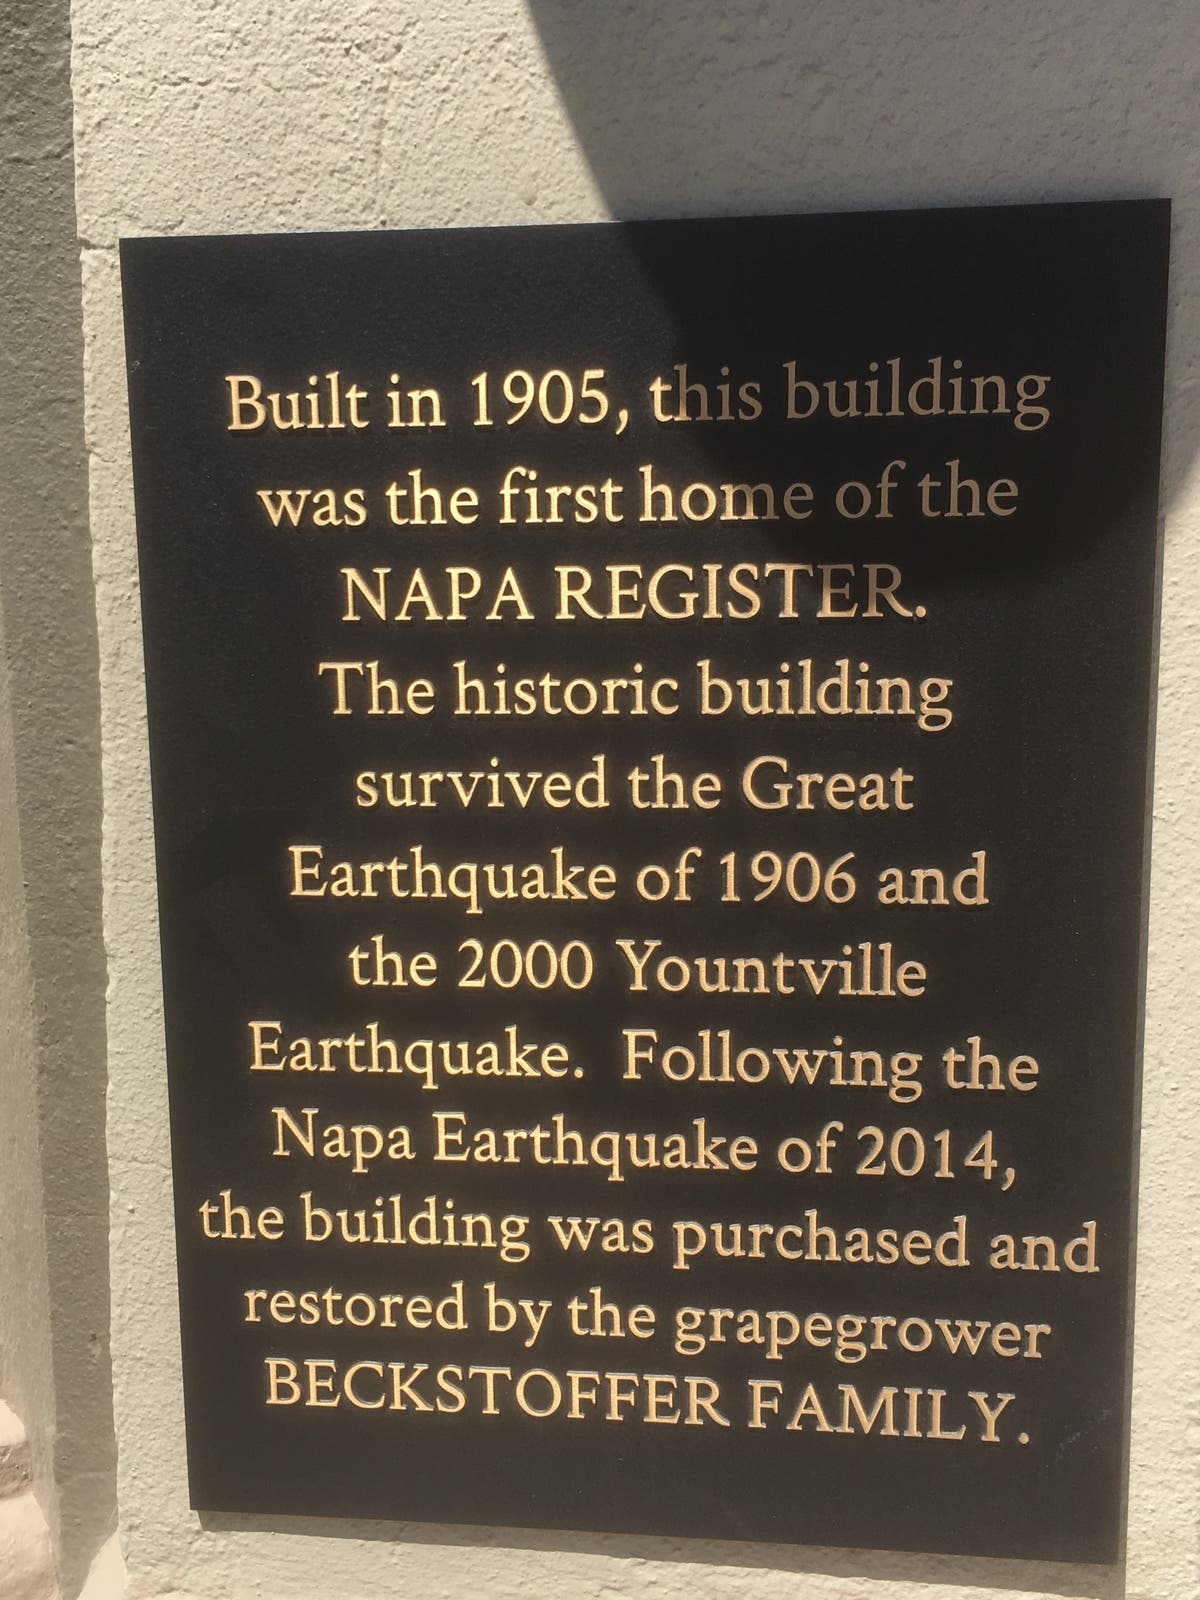 Built in 1905, this building
was the first home of the
NAPA REGISTER.
The historic building
survived the Great
Earthquake of 1906 and
the 2000 Yountville
Earthquake. Following the
Napa Earthquake of 2014,
the building was purchased and
restored by the grapegrower
BECKSTOFFER FAMILY.